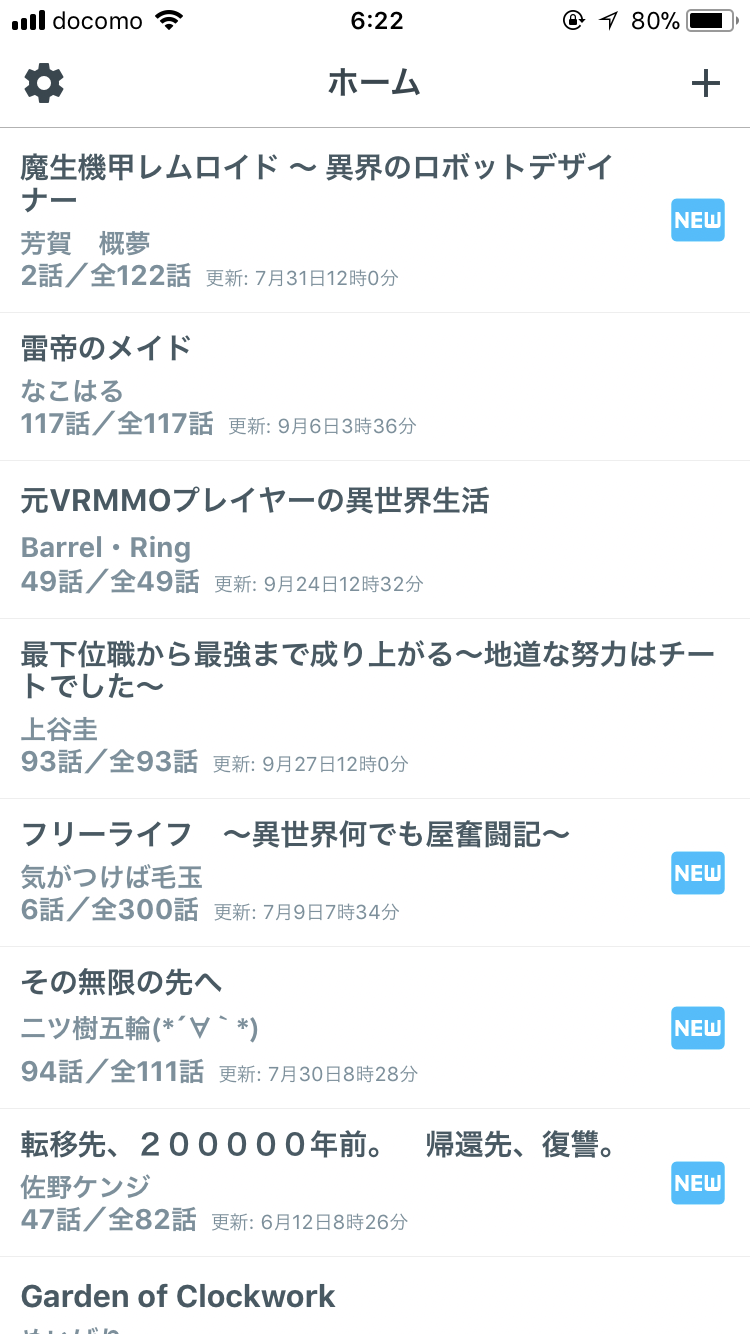 docomo 6:22 80%
ホーム
魔生機甲レムロイド 〜 異界のロボットデザイ
ナー
芳賀　概夢
NEW
2話／全122話 更新: 7月31日12時0分
雷帝のメイド
なこはる
117話／全117話 更新: 9月6日3時36分
元VRMMOプレイヤーの異世界生活
Barrel・Ring
49話／全49話 更新: 9月24日12時32分
最下位職から最強まで成り上がる〜地道な努力はチー
トでした〜
上谷圭
93話／全93話 更新: 9月27日12時0分
フリーライフ　〜異世界何でも屋奮闘記〜
気がつけば毛玉
NEW
6話／全300話 更新: 7月9日7時34分
その無限の先へ
二ツ樹五輪(*´∀｀*)
NEW
94話／全111話 更新: 7月30日8時28分
転移先、２０００００年前。　帰還先、復讐。
佐野ケンジ
NEW
47話／全82話 更新: 6月12日8時26分
Garden of Clockwork